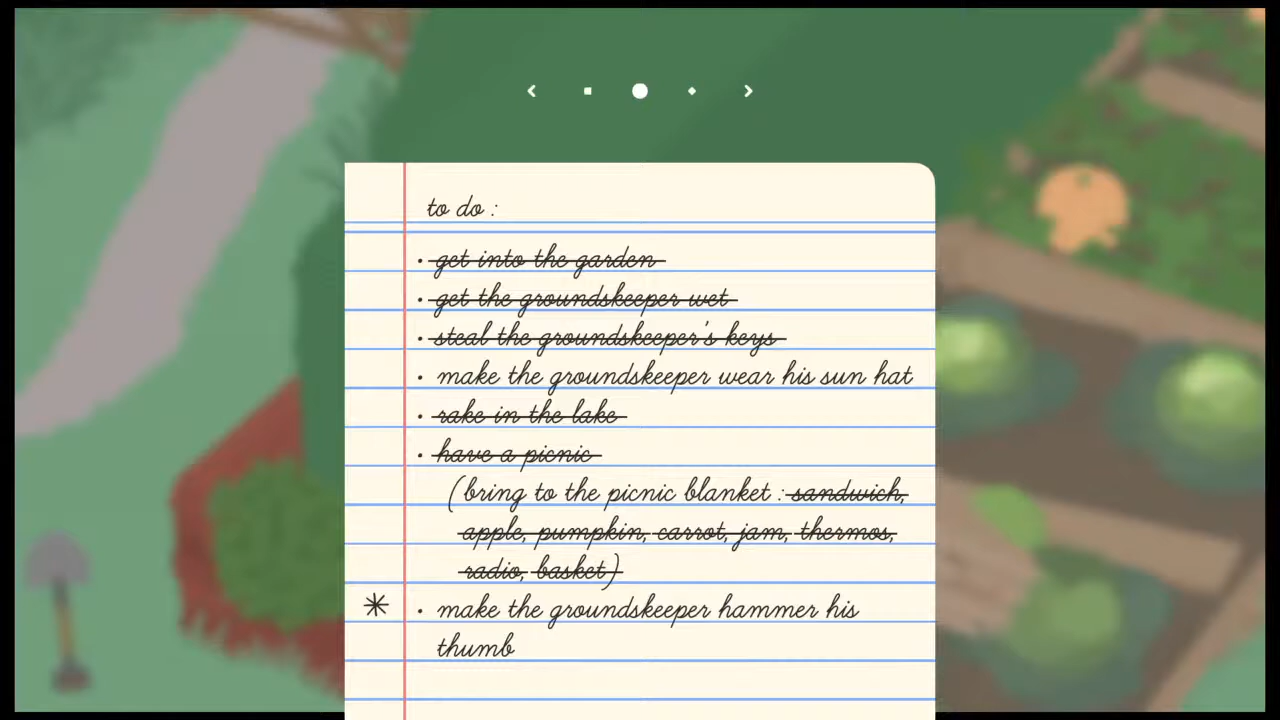 to do :
• get into the garden
• get the groundskeeper wet
• steal the groundskeeper's keys
• make the groundskeeper wear his sun hat
• rake in the lake
• have a picnic
(bring to the picnic blanket : sandwich,
apple, pumpkin, carrot, jam, thermos,
radio, basket)
• make the groundskeeper hammer his
thumb